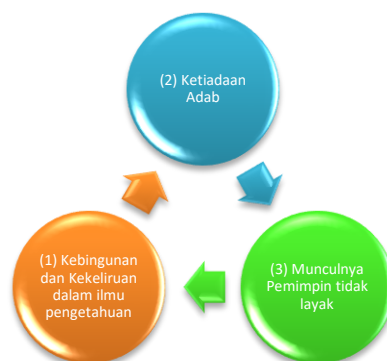 (2) Ketiadaan
Adab
(1) Kebingunan
dan Kekeliruan
dalam ilmu
pengetahuan
(3) Munculnya
Pemimpin tidak
layak